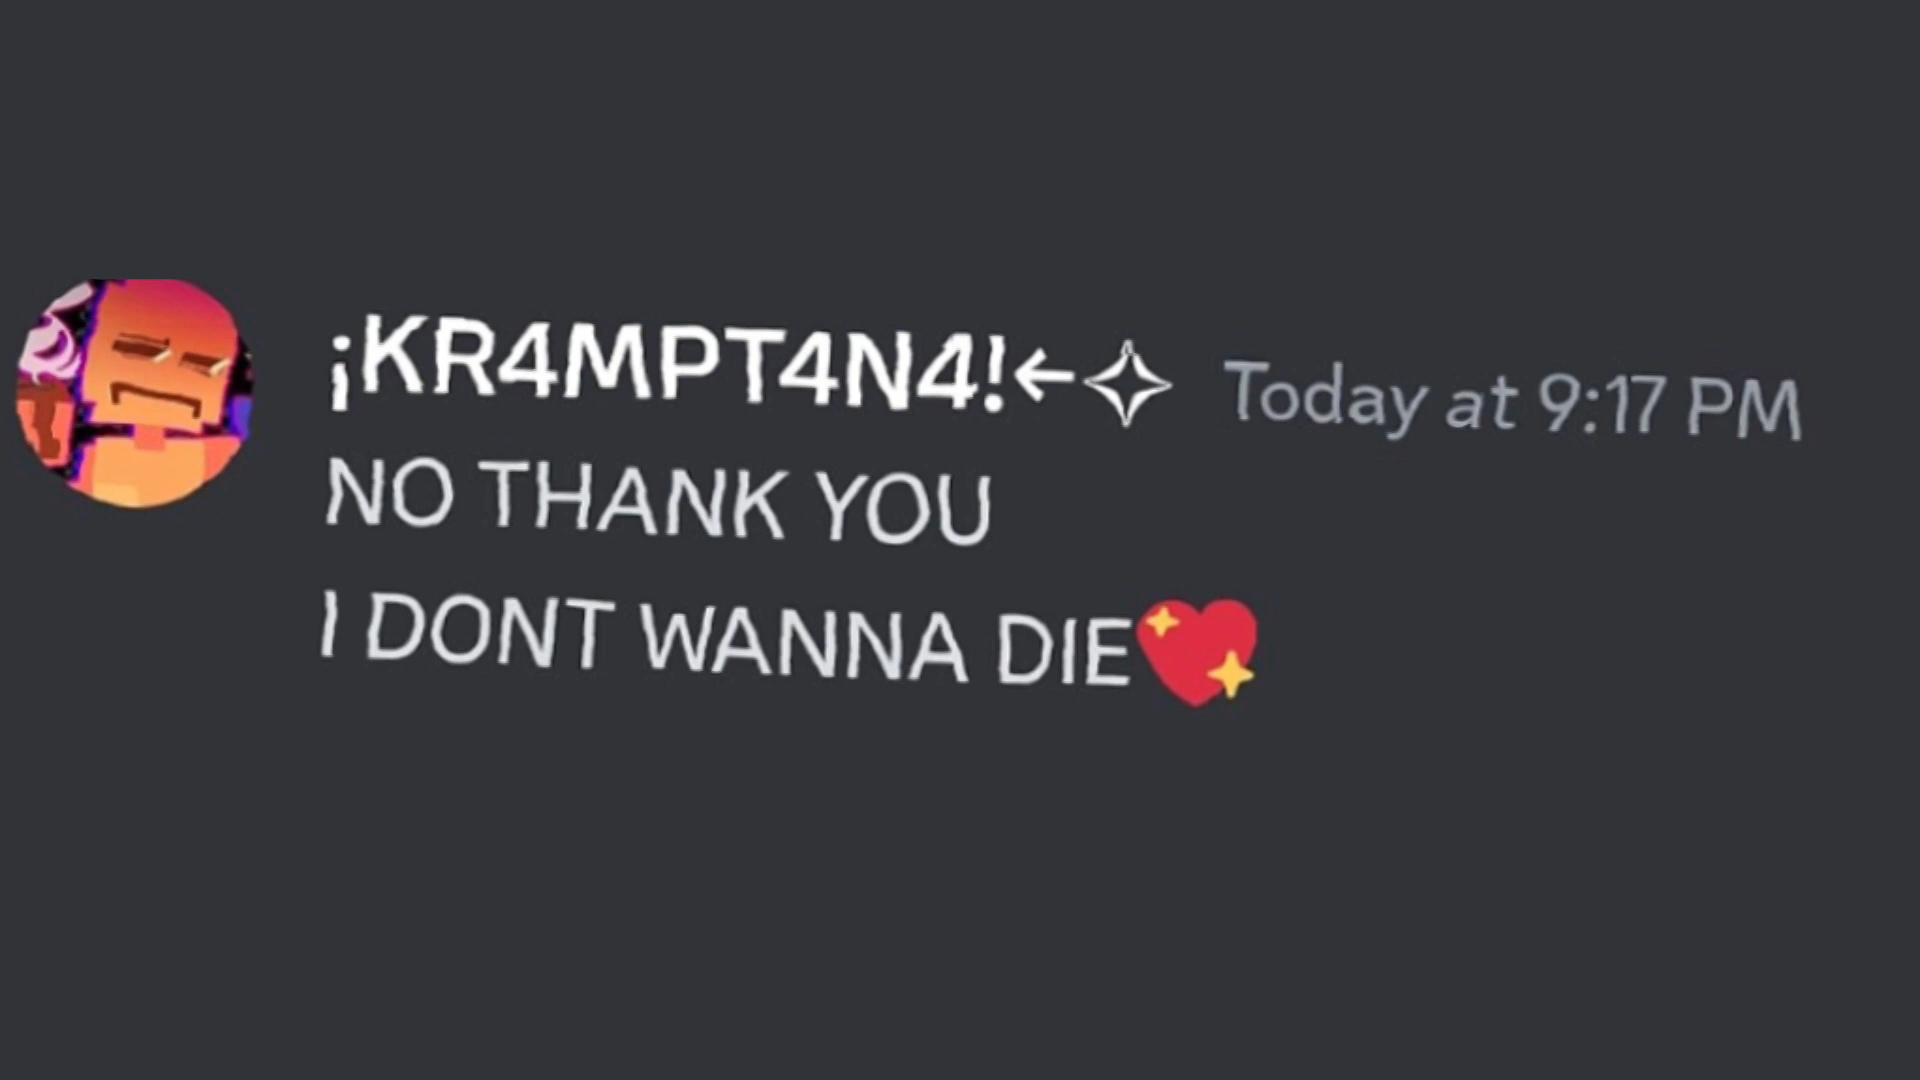 ¡KR4MPT4N4!←✧ Today at 9:17 PM
NO THANK YOU
I DONT WANNA DIE💖